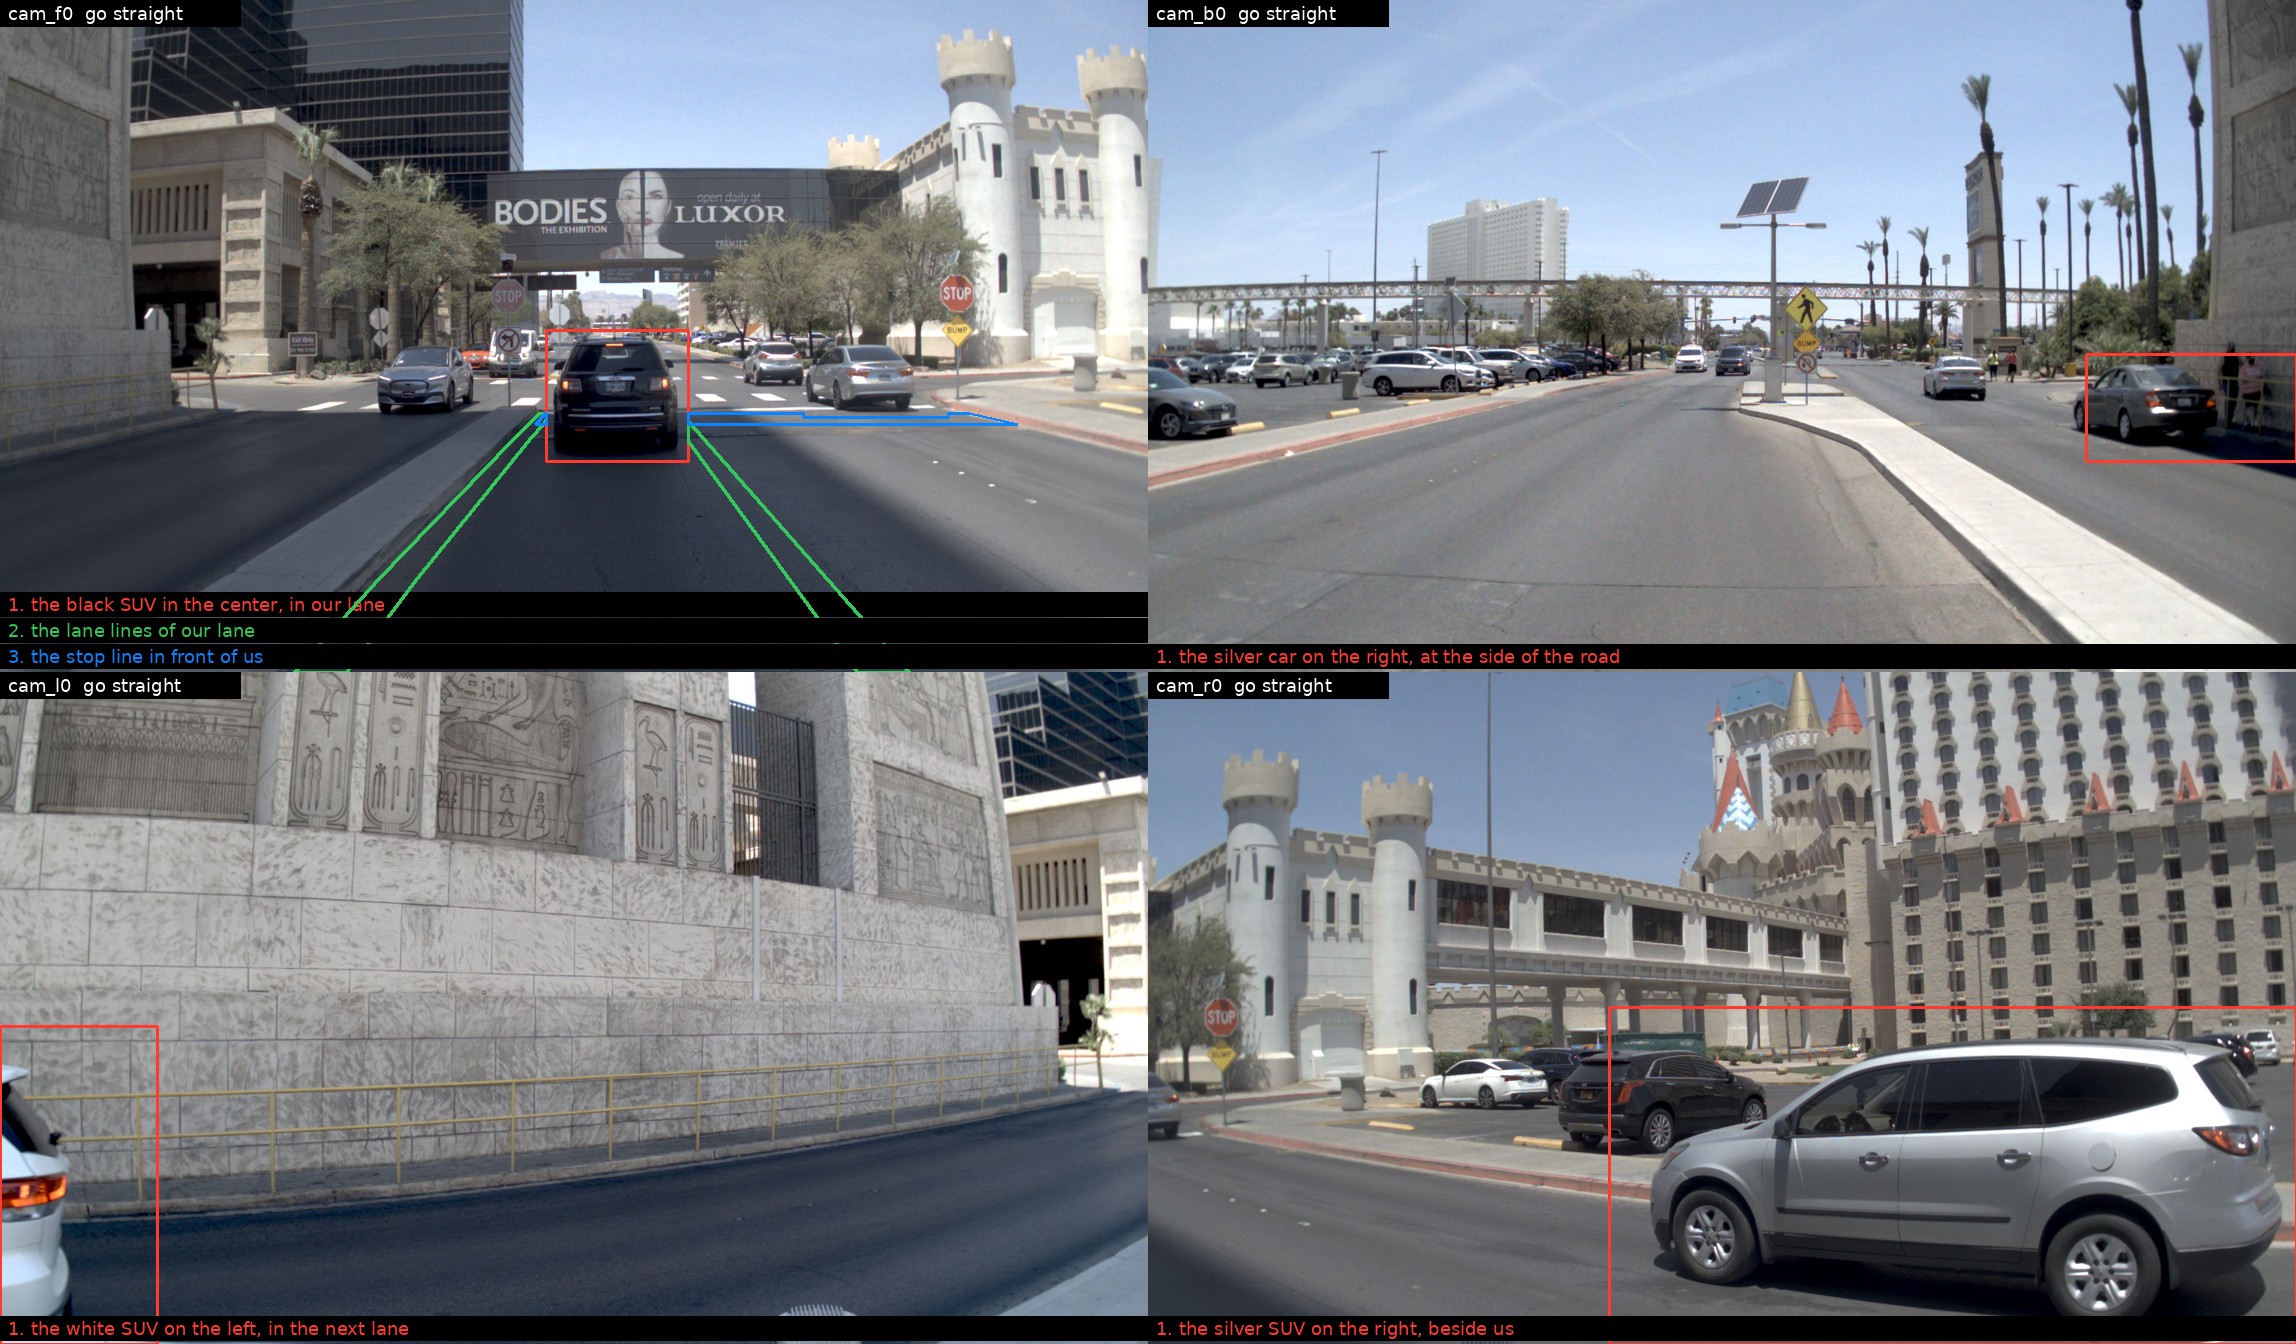 cam_f0 go straight
BODIES
THE EXHIBITION
open daily at
LUXOR
PREMIER
STOP
STOP
BUMP
Exit Only
1. the black SUV in the center, in our lane
2. the lane lines of our lane
3. the stop line in front of us
cam_b0 go straight
BUMP
1. the silver car on the right, at the side of the road
cam_l0 go straight
1. the white SUV on the left, in the next lane
cam_r0 go straight
STOP
BUMP
1. the silver SUV on the right, beside us